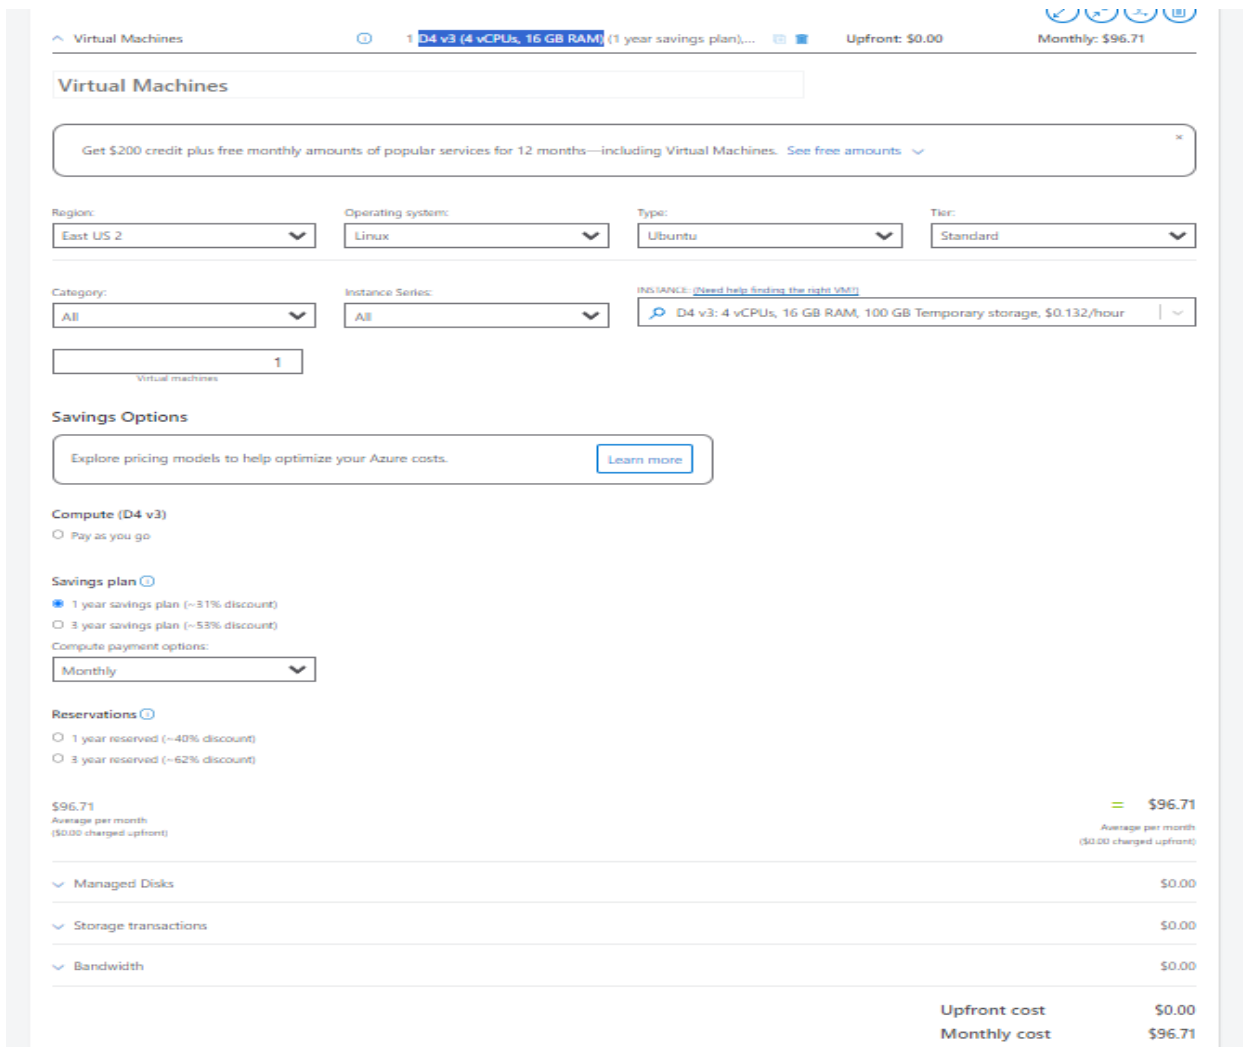 Virtual Machines 1 D4 v3 (4 vCPUs, 16 GB RAM) (1 year savings plan),... Upfront: $0.00 Monthly: $96.71
Virtual Machines
Get $200 credit plus free monthly amounts of popular services for 12 months—including Virtual Machines. See free amounts
Region: Operating system: Type: Tier:
East US 2 Linux Ubuntu Standard
Category: Instance Series: INSTANCE: (Need help finding the right VM?)
All All D4 v3: 4 vCPUs, 16 GB RAM, 100 GB Temporary storage, $0.132/hour
1
Virtual machines
Savings Options
Explore pricing models to help optimize your Azure costs. Learn more
Compute (D4 v3)
Pay as you go
Savings plan
1 year savings plan (~31% discount)
3 year savings plan (~53% discount)
Compute payment options:
Monthly
Reservations
1 year reserved (~40% discount)
3 year reserved (~62% discount)
$96.71 = $96.71
Average per month Average per month
($0.00 charged upfront) ($0.00 charged upfront)
Managed Disks $0.00
Storage transactions $0.00
Bandwidth $0.00
Upfront cost $0.00
Monthly cost $96.71